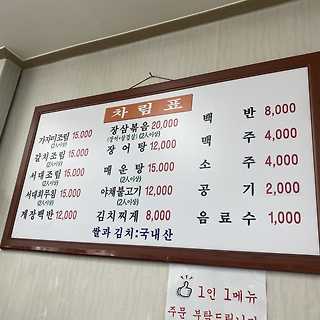 차림표
가자미조림 15,000
(2人이상)
갈치조림 15,000
(2人이상)
서대조림 15,000
(2人이상)
서대회무침 15,000
(2人이상)
게장백반 12,000
장삼볶음 20,000
(장어+삼겹살) (2人이상)
장어탕 12,000
매운탕 15,000
(2人이상)
야채불고기 12,000
(2人이상)
김치찌게 8,000
백반 8,000
맥주 4,000
소주 4,000
공기 2,000
음료수 1,000
쌀과 김치:국내산
1인 1메뉴
주문 부탁드립니다